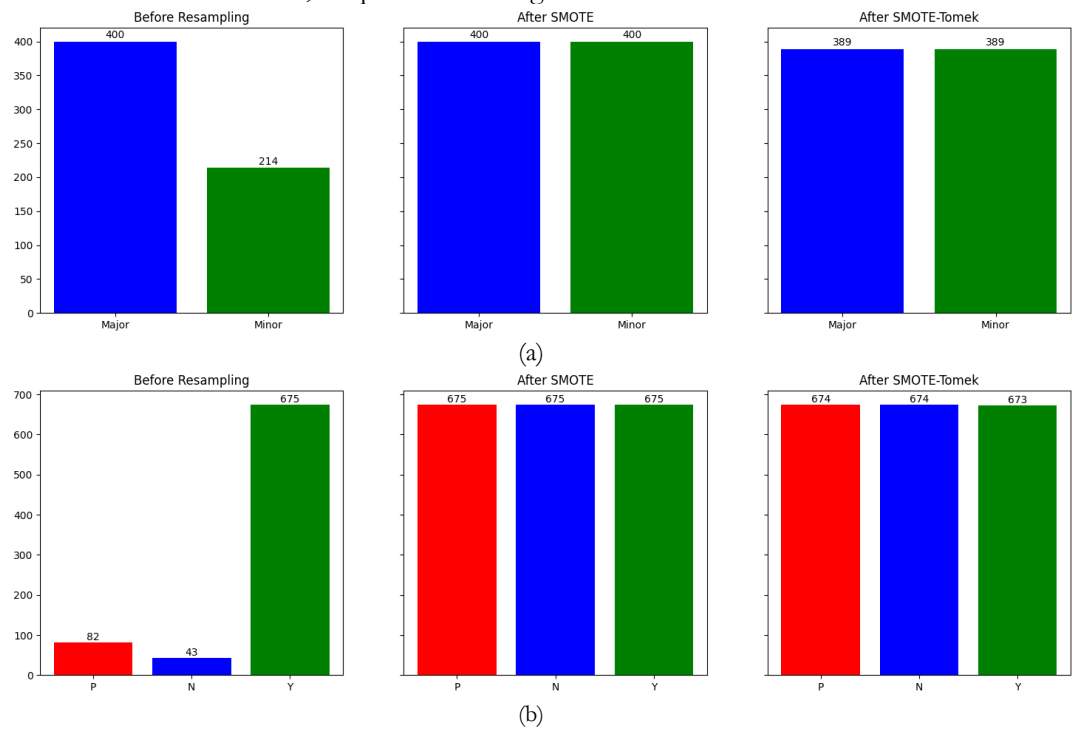 Before Resampling After SMOTE After SMOTE-Tomek
400 400 400 389 389
400
350
300
250
214
200
150
100
50
0
Major Minor Major Minor Major Minor
(a)
Before Resampling After SMOTE After SMOTE-Tomek
700
675 675 675 675 674 674 673
600
500
400
300
200
100
82
43
0
P N Y P N Y P N Y
(b)